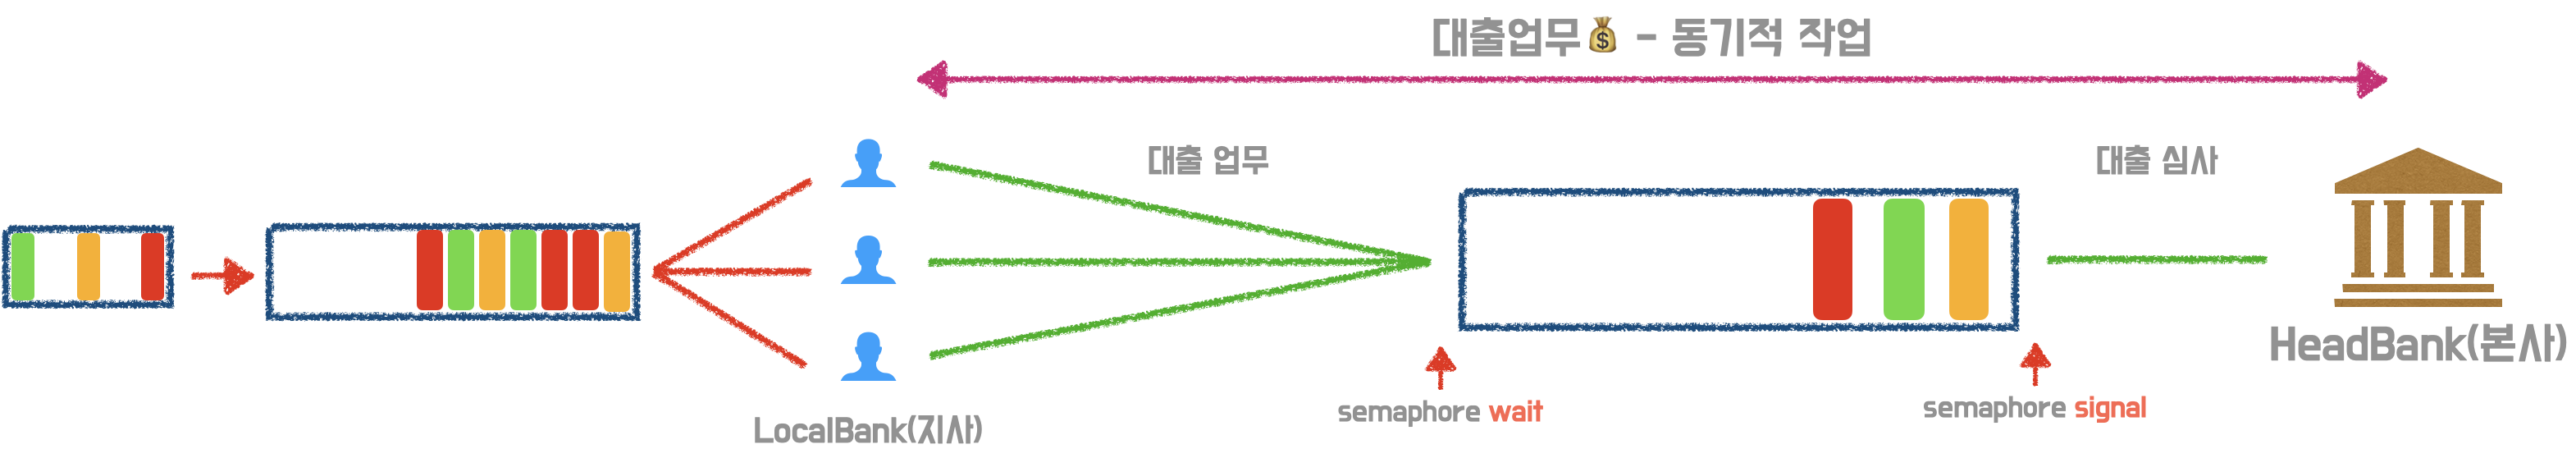 대출업무💰 - 동기적 작업
대출 업무
대출 심사
HeadBank(본사)
LocalBank(지사)
semaphore wait
semaphore signal